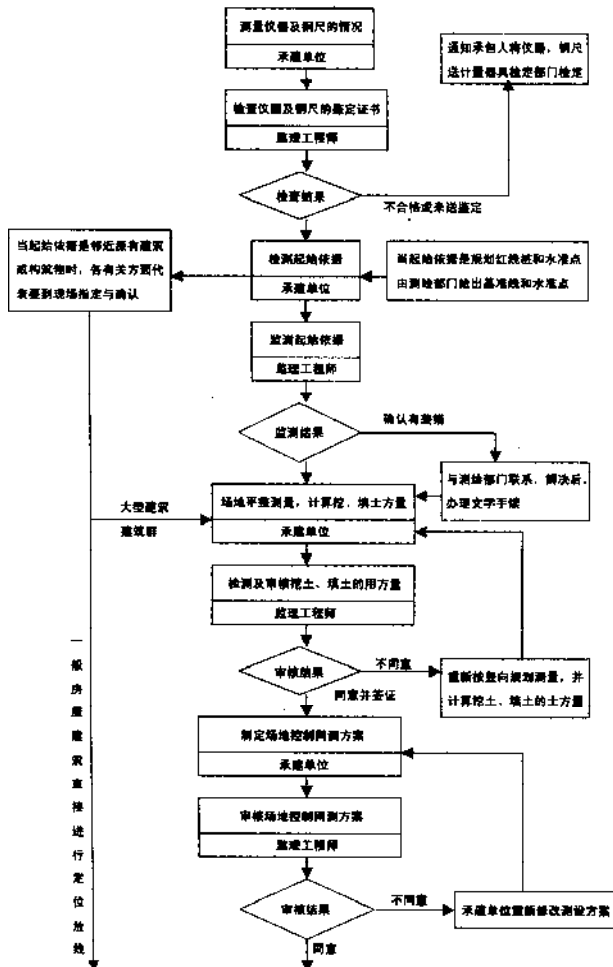 测量仪器及钢尺的情况
承建单位
通知承包人将仪器，钢尺
送计量器具检定部门检定
检查仪器及钢尺的鉴定证书
监理工程师
检查结果
不合格或未送鉴定
当起始依据是邻近原有建筑
或构筑物时，各有关方面代
表要到现场指定与确认
检测起始依据
承建单位
当起始依据是规划红线桩和水准点
由测绘部门给出基准线和水准点
监测起始依据
监理工程师
监测结果
确认有差错
与测绘部门联系，解决后，
办理文字手续
大型建筑
建筑群
场地平整测量，计算挖，填土方量
承建单位
检测及审核挖土、填土的用方量
监理工程师
审核结果
不同意
同意并签证
重新按竖向规划测量，并
计算挖土、填土的土方量
一般房屋建筑直接进行定位放线
制定场地控制网测方案
承建单位
审核场地控制网测方案
监理工程师
审核结果
不同意
承建单位重新修改测设方案
同意